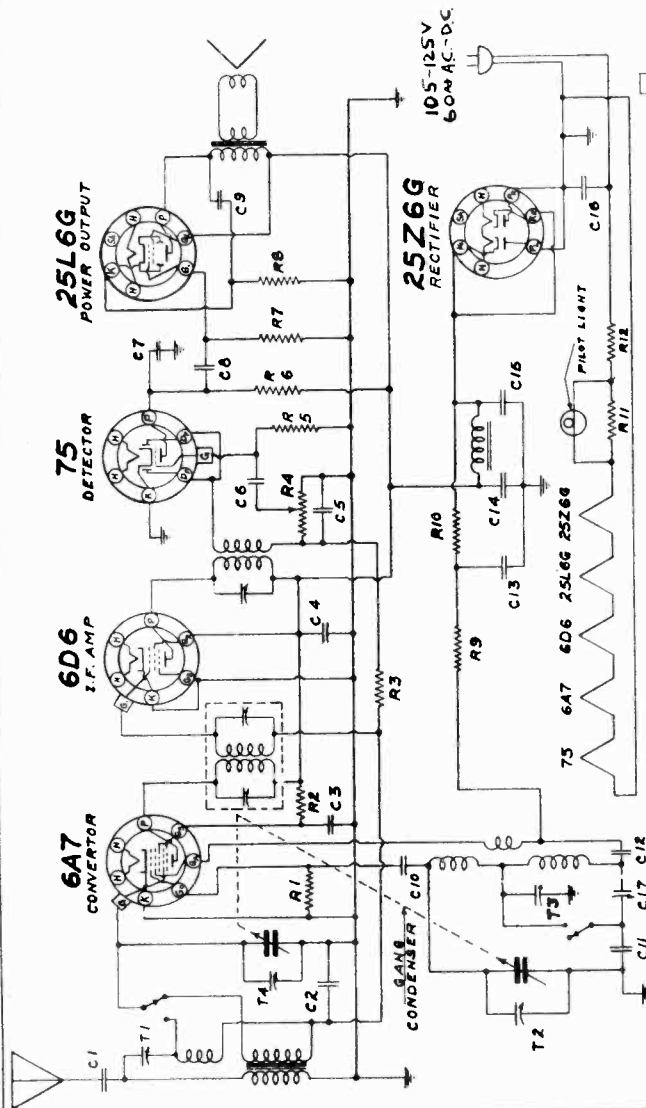 6A7
CONVERTOR
6D6
I.F. AMP
75
DETECTOR
25L6G
POWER OUTPUT
25Z6G
RECTIFIER
105-125V
60~ AC.-D.C.
C1
T1
T4
C2
R1
R2
C3
C4
R3
C5
R4
C6
R5
R6
C7
C8
R7
R8
C9
GANG
CONDENSER
C10
T2
T3
C11
C17
C12
R9
R10
C13
C14
C15
C16
PILOT LIGHT
R11
R12
75 6A7 6D6 25L6G 25Z6G